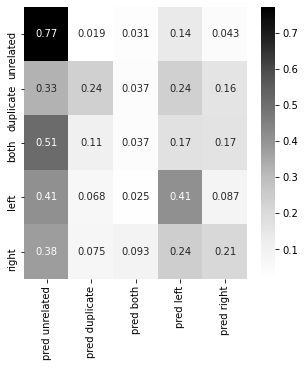 unrelated 0.77 0.019 0.031 0.14 0.043
duplicate 0.33 0.24 0.037 0.24 0.16
both 0.51 0.11 0.037 0.17 0.17
left 0.41 0.068 0.025 0.41 0.087
right 0.38 0.075 0.093 0.24 0.21
pred unrelated
pred duplicate
pred both
pred left
pred right
0.7
0.6
0.5
0.4
0.3
0.2
0.1